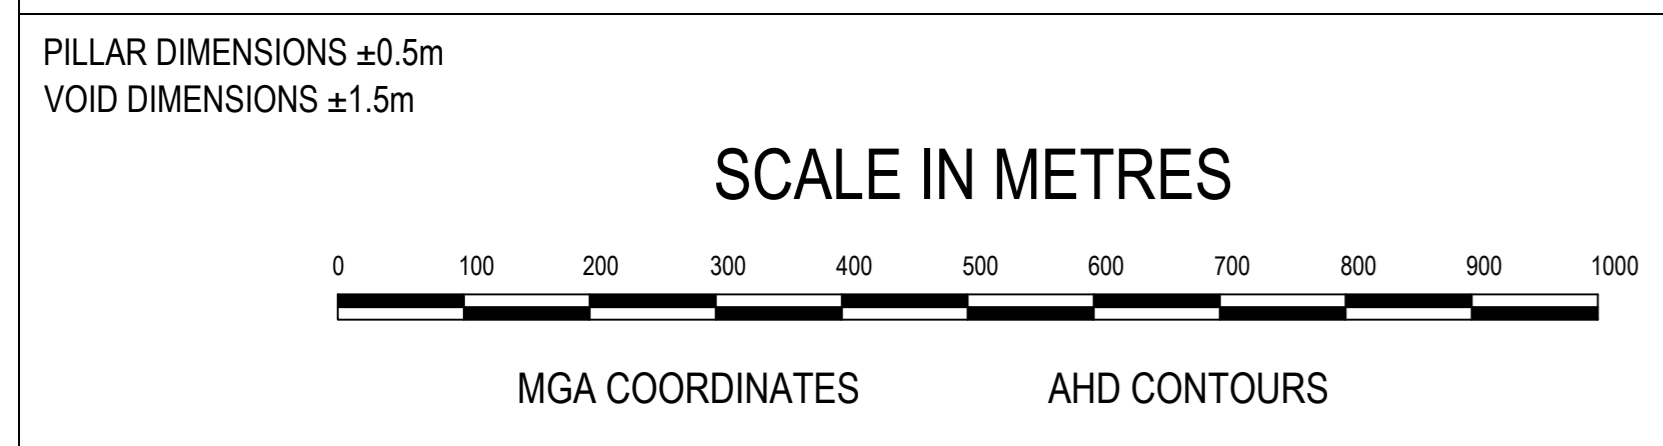 PILLAR DIMENSIONS ±0.5m
VOID DIMENSIONS ±1.5m
SCALE IN METRES
0 100 200 300 400 500 600 700 800 900 1000
MGA COORDINATES AHD CONTOURS